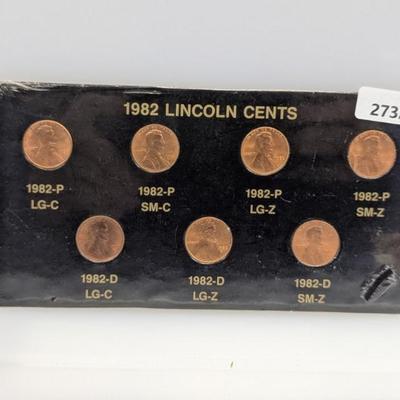 1982 LINCOLN CENTS
273
1982-P
LG-C
1982-P
SM-C
1982-P
LG-Z
1982-P
SM-Z
1982-D
LG-C
1982-D
LG-Z
1982-D
SM-Z